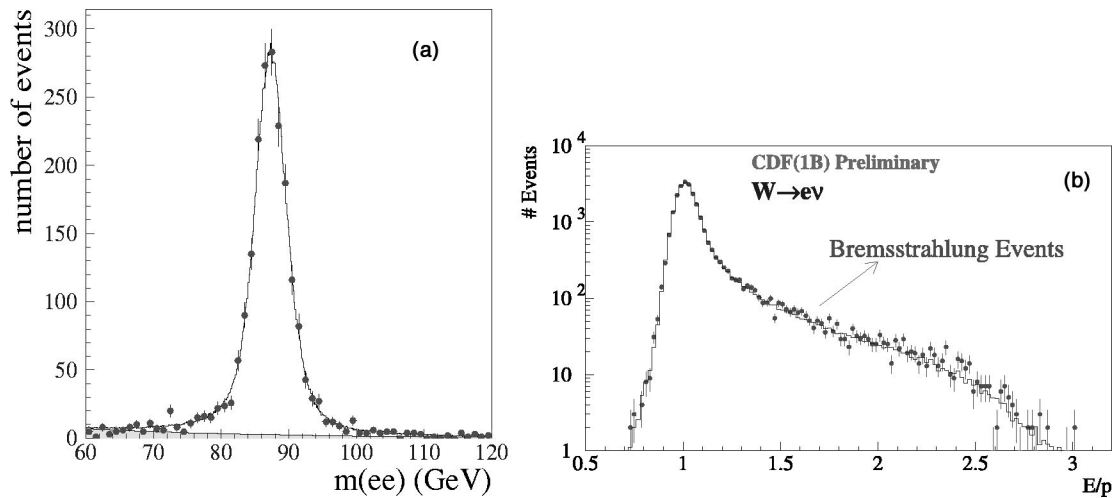 300
250
200
150
100
50
0
60 70 80 90 100 110 120
number of events
m(ee) (GeV)
(a)
10 4
10 3
10 2
10
1
0.5 1 1.5 2 2.5 3
# Events
E/p
CDF(1B) Preliminary
W→eν
(b)
Bremsstrahlung Events